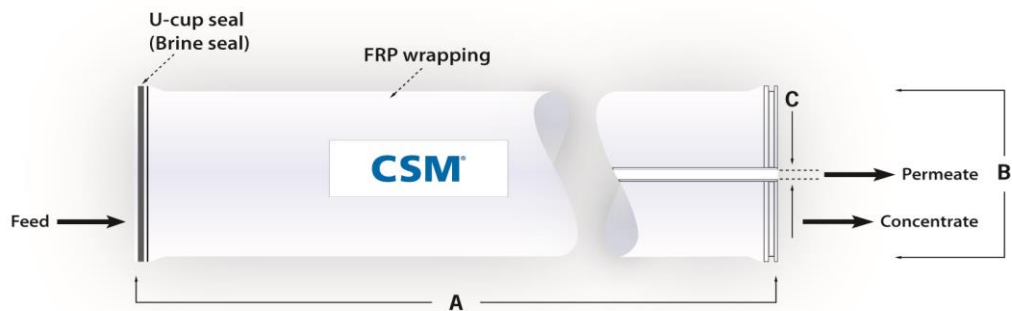 U-cup seal
(Brine seal)
FRP wrapping
C
CSM®
Permeate
B
Feed
Concentrate
A